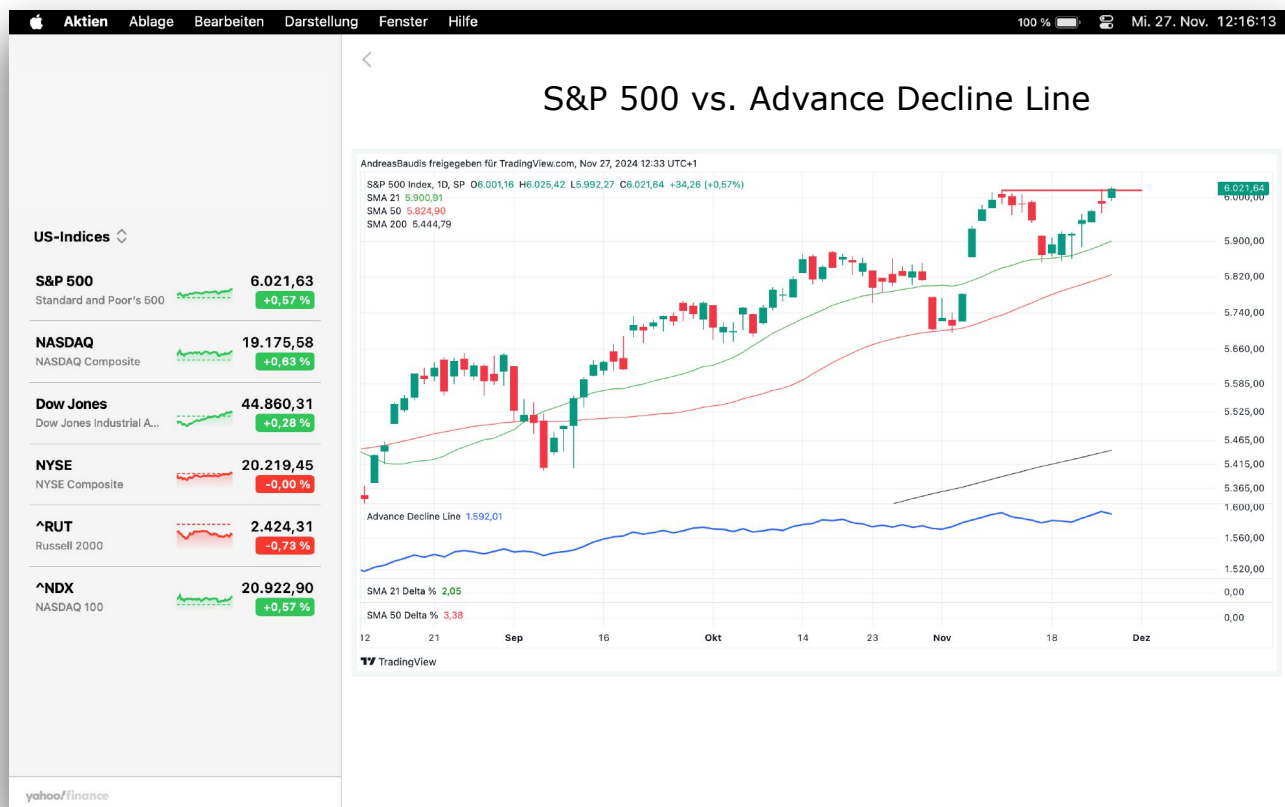 Aktien Ablage Bearbeiten Darstellung Fenster Hilfe 100 % Mi. 27. Nov. 12:16:13
US-Indices
S&P 500 6.021,63
Standard and Poor's 500 +0,57 %
NASDAQ 19.175,58
NASDAQ Composite +0,63 %
Dow Jones 44.860,31
Dow Jones Industrial A... +0,28 %
NYSE 20.219,45
NYSE Composite -0,00 %
^RUT 2.424,31
Russell 2000 -0,73 %
^NDX 20.922,90
NASDAQ 100 +0,57 %
yahoo!finance
S&P 500 vs. Advance Decline Line
AndreasBaudis freigegeben für TradingView.com, Nov 27, 2024 12:33 UTC+1
S&P 500 Index, 1D, SP O6.001,16 H6.025,42 L5.992,27 C6.021,64 +34,26 (+0,57%)
SMA 21 5.900,91
SMA 50 5.824,90
SMA 200 5.444,79
6.021,64
6.000,00
5.900,00
5.820,00
5.740,00
5.660,00
5.585,00
5.525,00
5.465,00
5.415,00
5.365,00
1.600,00
Advance Decline Line 1.592,01
1.560,00
1.520,00
SMA 21 Delta % 2,05 0,00
SMA 50 Delta % 3,38 0,00
12 21 Sep 16 Okt 14 23 Nov 18 Dez
TradingView